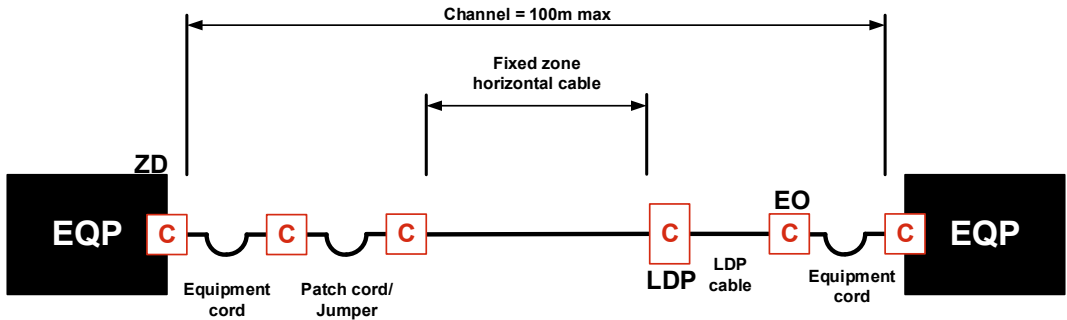 Channel = 100m max
Fixed zone
horizontal cable
ZD
EO
EQP
C
C
C
C
C
C
EQP
LDP
LDP
cable
Equipment
cord
Patch cord/
Jumper
Equipment
cord